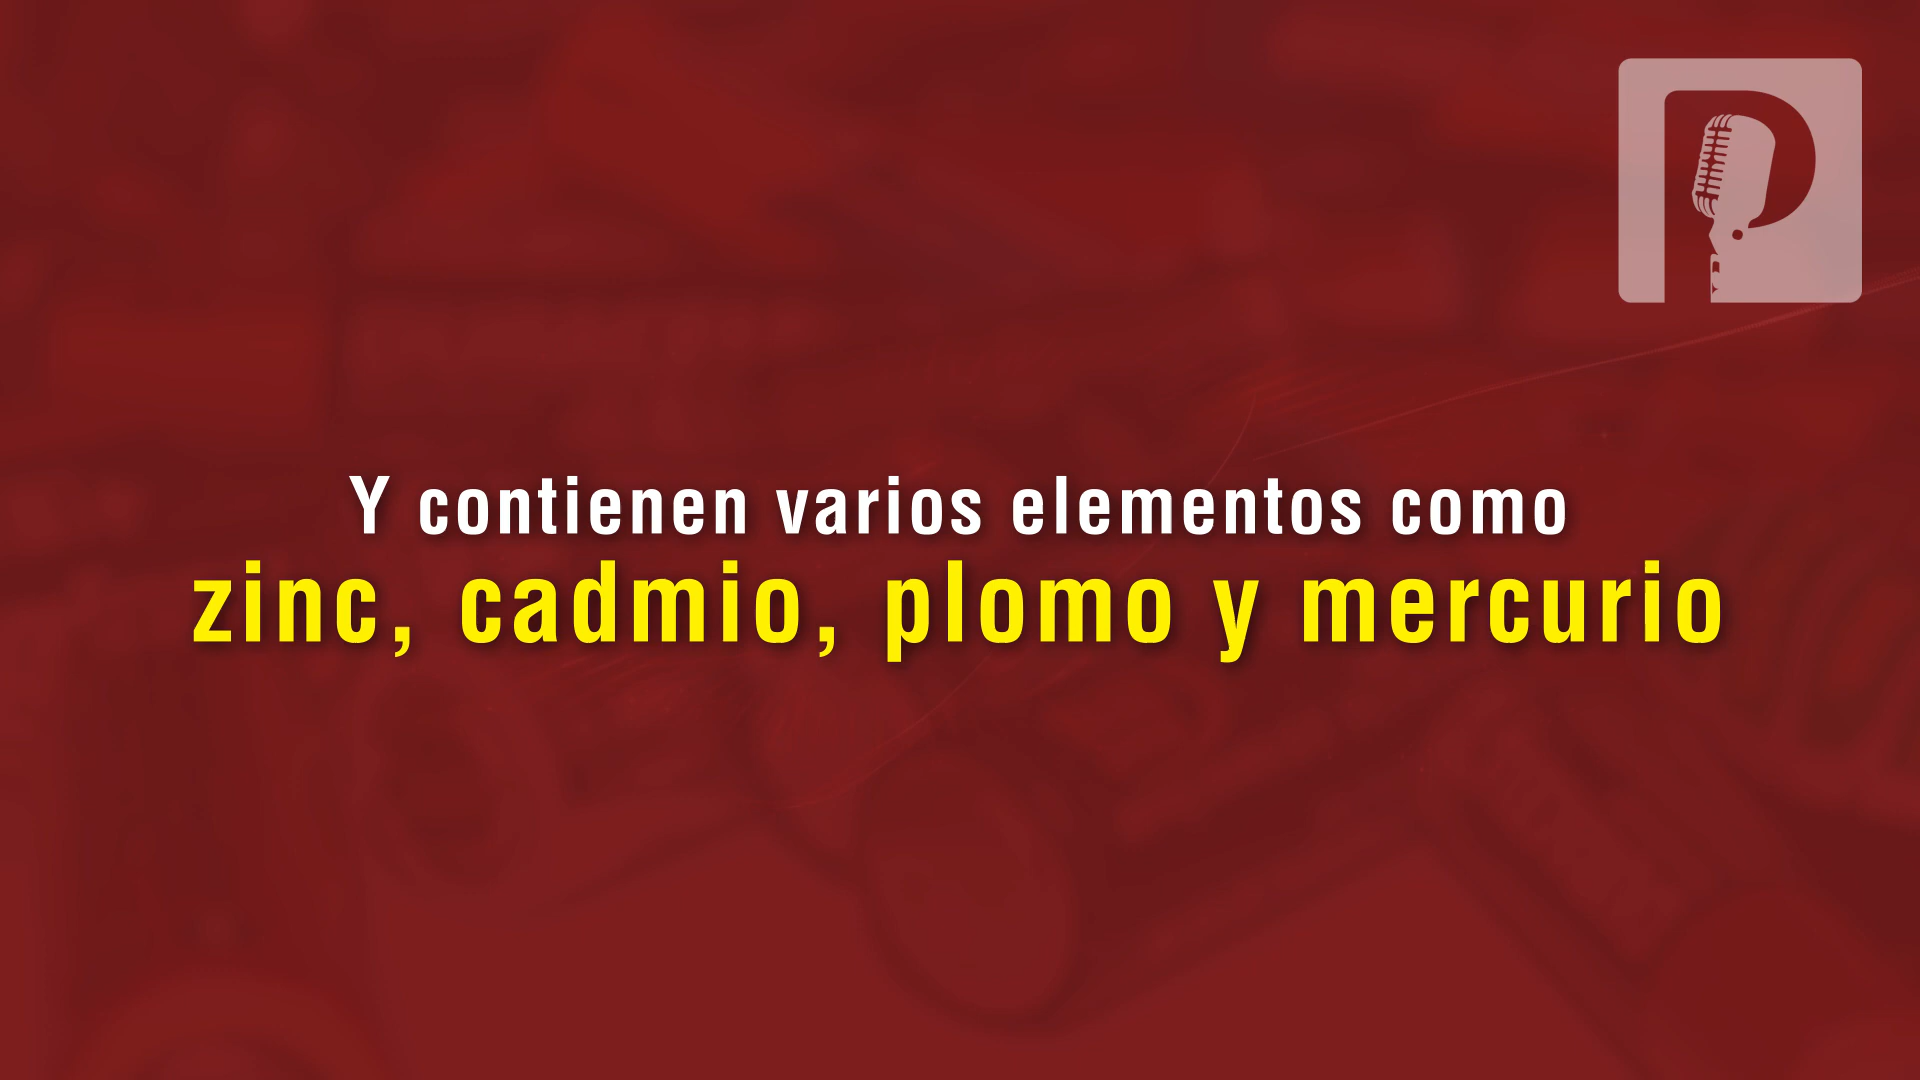 Y contienen varios elementos como
zinc, cadmio, plomo y mercurio